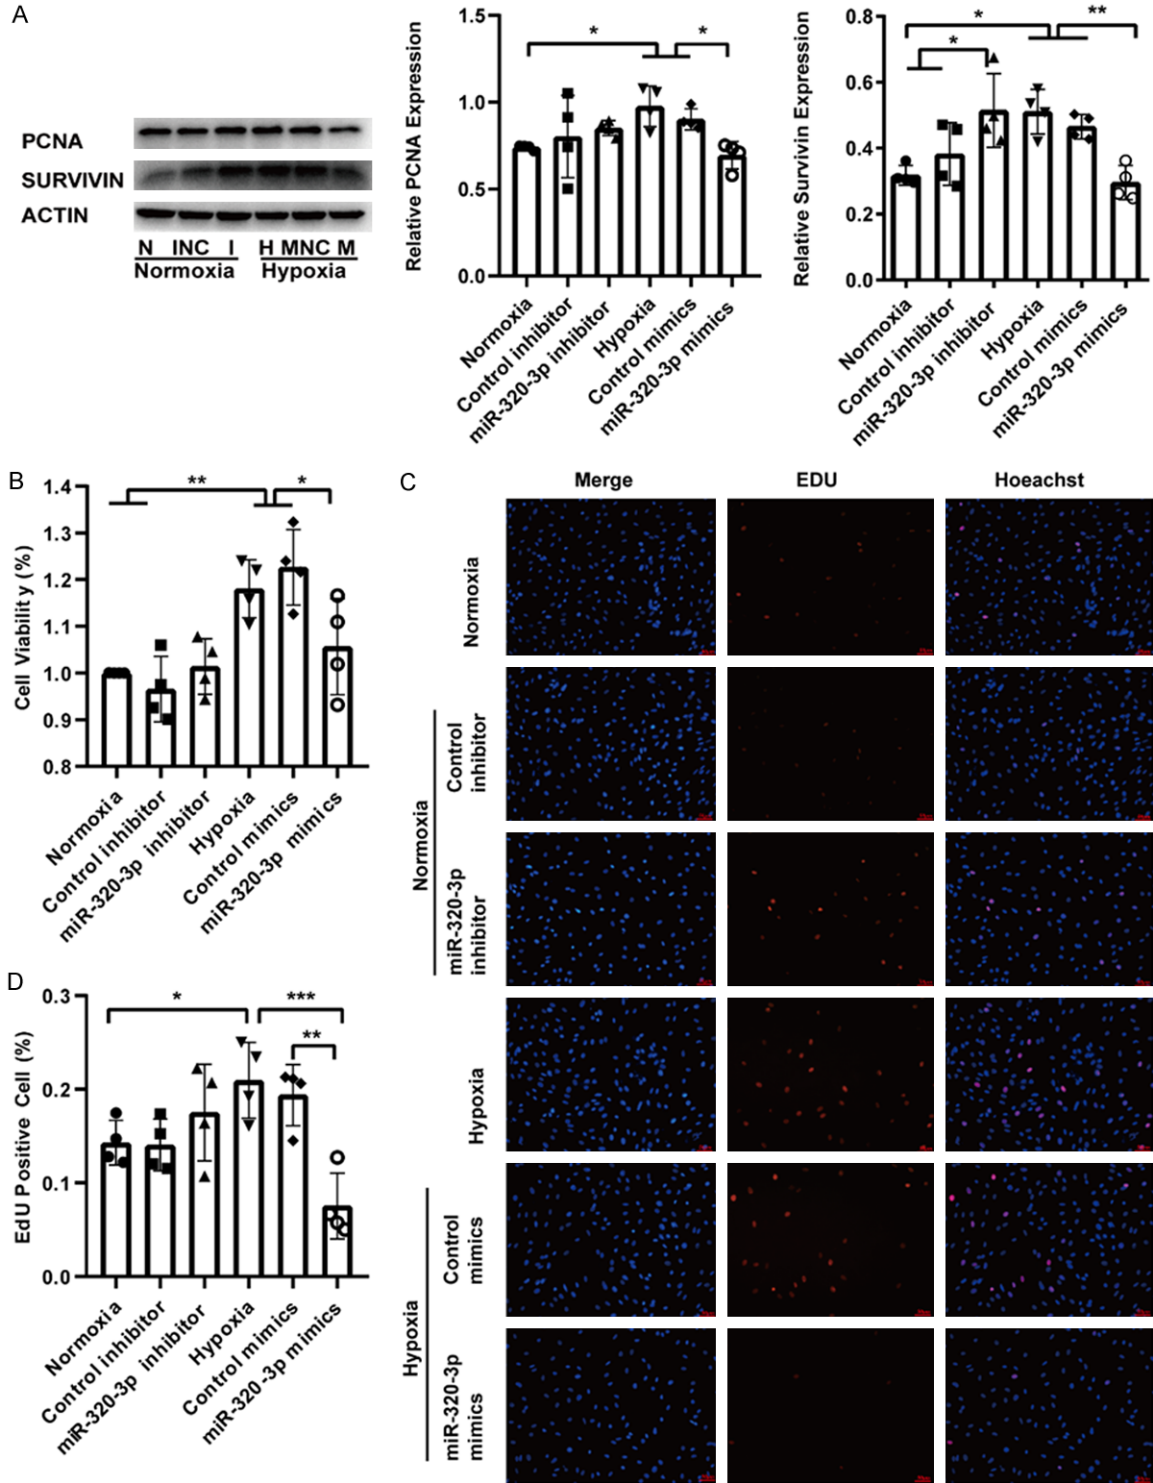 A
PCNA
SURVIVIN
ACTIN
N INC I H MNC M
Normoxia Hypoxia
Relative PCNA Expression
1.5
1.0
0.5
0.0
* *
Normoxia
Control inhibitor
miR-320-3p inhibitor
Hypoxia
Control mimics
miR-320-3p mimics
Relative Survivin Expression
0.8
0.6
0.4
0.2
0.0
* **
*
Normoxia
Control inhibitor
miR-320-3p inhibitor
Hypoxia
Control mimics
miR-320-3p mimics
B
Cell Viability (%)
1.4
1.3
1.2
1.1
1.0
0.9
0.8
** *
Normoxia
Control inhibitor
miR-320-3p inhibitor
Hypoxia
Control mimics
miR-320-3p mimics
C
Merge EDU Hoeachst
Normoxia
Normoxia
Control
inhibitor
miR-320-3p
inhibitor
Hypoxia
Hypoxia
Control
mimics
miR-320-3p
mimics
D
EdU Positive Cell (%)
0.3
0.2
0.1
0.0
* ***
**
Normoxia
Control inhibitor
miR-320-3p inhibitor
Hypoxia
Control mimics
miR-320-3p mimics